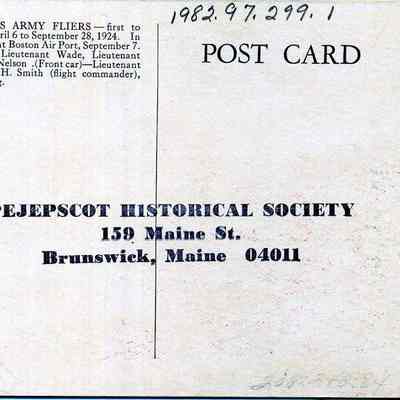 1982.97.299.1
S ARMY FLIERS—first to
ril 6 to September 28, 1924. In
t Boston Air Port, September 7.
Lieutenant Wade, Lieutenant
Nelson .(Front car)—Lieutenant
H. Smith (flight commander),
g.
POST CARD
PEJEPSCOT HISTORICAL SOCIETY
159 Maine St.
Brunswick, Maine 04011